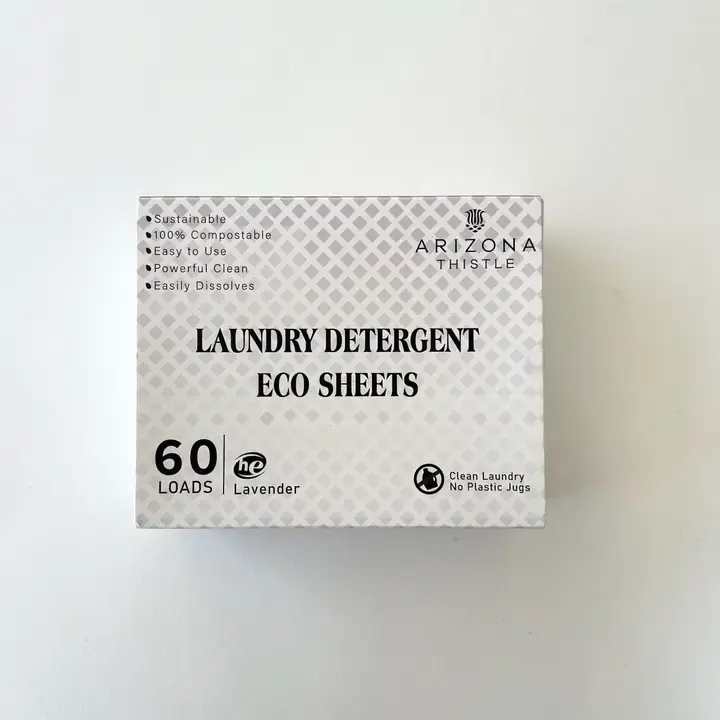 Sustainable
100% Compostable
Easy to Use
Powerful Clean
Easily Dissolves
ARIZONA
THISTLE
LAUNDRY DETERGENT
ECO SHEETS
60
LOADS
he
Lavender
Clean Laundry
No Plastic Jugs